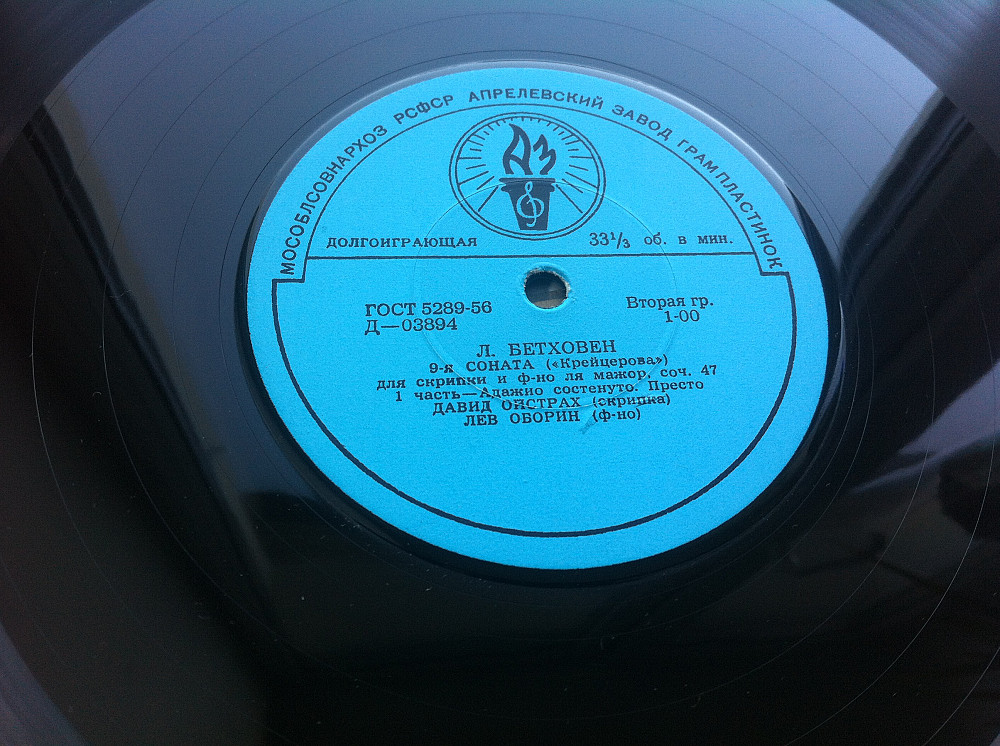 МОСОБЛСОВНАРХОЗ РСФСР АПРЕЛЕВСКИЙ ЗАВОД ГРАМПЛАСТИНОК
АЗ
ДОЛГОИГРАЮЩАЯ 33⅓ об. в мин.
ГОСТ 5289-56 Вторая гр.
Д—03894 1-00
Л. БЕТХОВЕН
9-я СОНАТА («Крейцерова»)
для скрипки и ф-но ля мажор, соч. 47
1 часть—Адажио состенуто. Престо
ДАВИД ОЙСТРАХ (скрипка)
ЛЕВ ОБОРИН (ф-но)